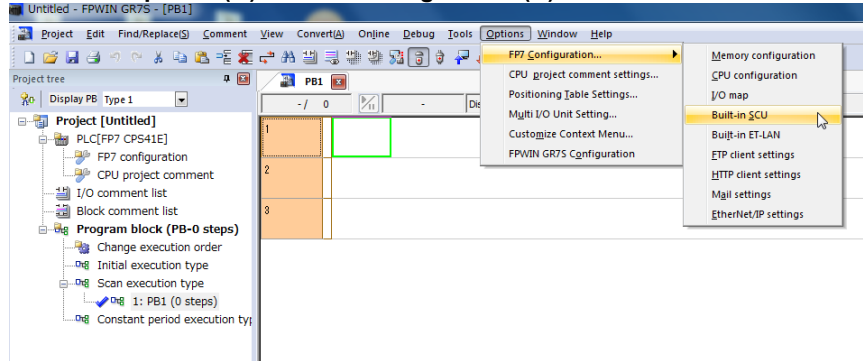 Untitled - FPWIN GR7S - [PB1]
Project Edit Find/Replace(S) Comment View Convert(A) Online Debug Tools Options Window Help
Project tree
Display PB Type 1
Project [Untitled]
PLC[FP7 CPS41E]
FP7 configuration
CPU project comment
I/O comment list
Block comment list
Program block (PB-0 steps)
Change execution order
Initial execution type
Scan execution type
1: PB1 (0 steps)
Constant period execution typ
PB1
- / 0 - Dis
1
2
3
FP7 Configuration...
CPU project comment settings...
Positioning Table Settings...
Multi I/O Unit Setting...
Customize Context Menu...
FPWIN GR7S Configuration
Memory configuration
CPU configuration
I/O map
Built-in SCU
Built-in ET-LAN
FTP client settings
HTTP client settings
Mail settings
EtherNet/IP settings